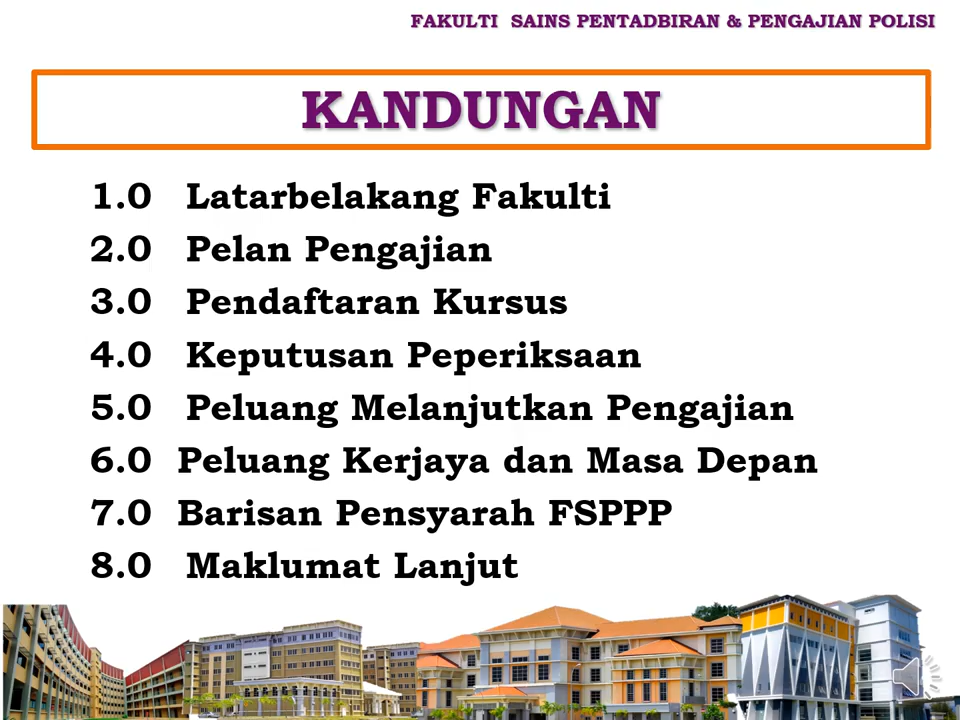 FAKULTI SAINS PENTADBIRAN & PENGAJIAN POLISI
KANDUNGAN
1.0 Latarbelakang Fakulti
2.0 Pelan Pengajian
3.0 Pendaftaran Kursus
4.0 Keputusan Peperiksaan
5.0 Peluang Melanjutkan Pengajian
6.0 Peluang Kerjaya dan Masa Depan
7.0 Barisan Pensyarah FSPPP
8.0 Maklumat Lanjut